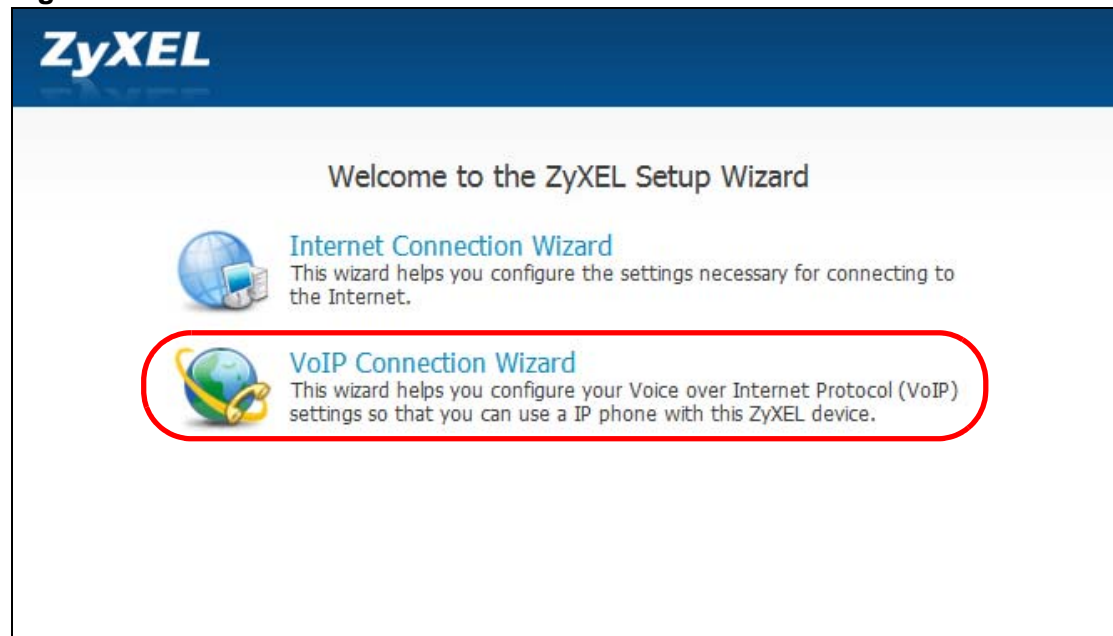 ZyXEL
Welcome to the ZyXEL Setup Wizard
Internet Connection Wizard
This wizard helps you configure the settings necessary for connecting to
the Internet.
VoIP Connection Wizard
This wizard helps you configure your Voice over Internet Protocol (VoIP)
settings so that you can use a IP phone with this ZyXEL device.